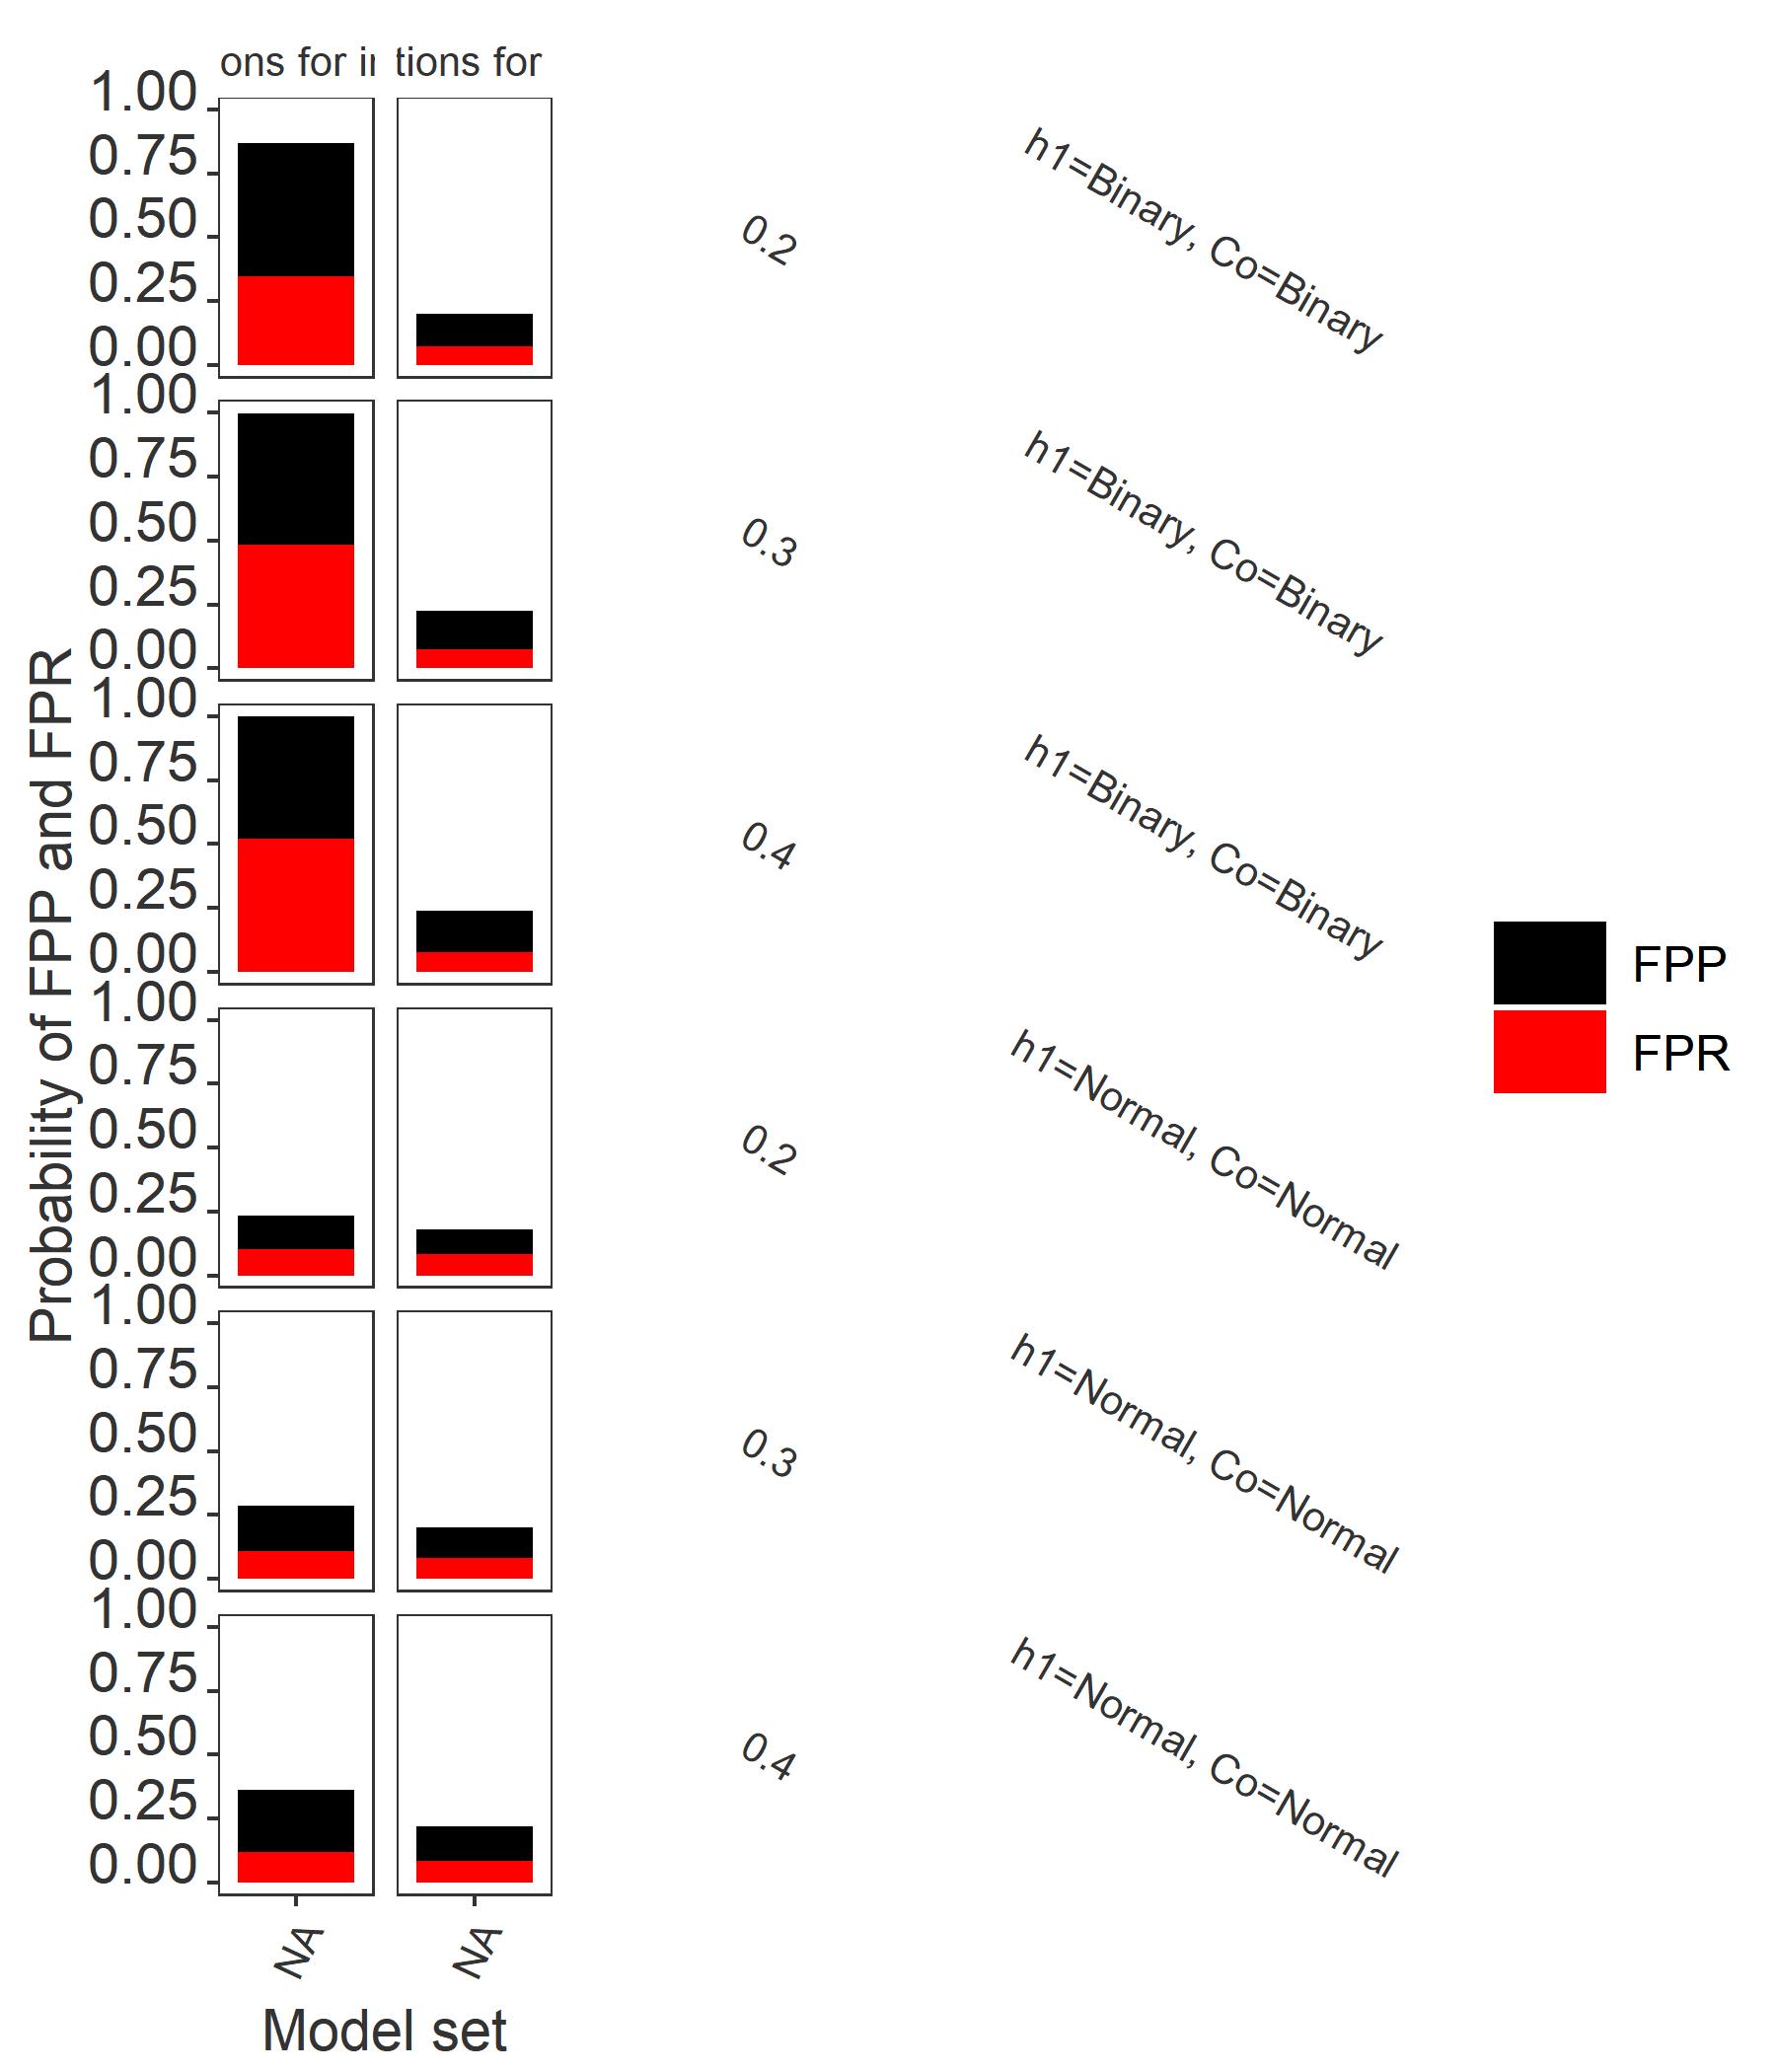 ons for ir
tions for
1.00
0.75
0.50
0.25
0.00
0.2
h1=Binary, Co=Binary
1.00
0.75
0.50
0.25
0.00
0.3
h1=Binary, Co=Binary
1.00
0.75
0.50
0.25
0.00
0.4
h1=Binary, Co=Binary
1.00
0.75
0.50
0.25
0.00
0.2
h1=Normal, Co=Normal
1.00
0.75
0.50
0.25
0.00
0.3
h1=Normal, Co=Normal
1.00
0.75
0.50
0.25
0.00
0.4
h1=Normal, Co=Normal
Probability of FPP and FPR
NA
NA
Model set
FPP
FPR